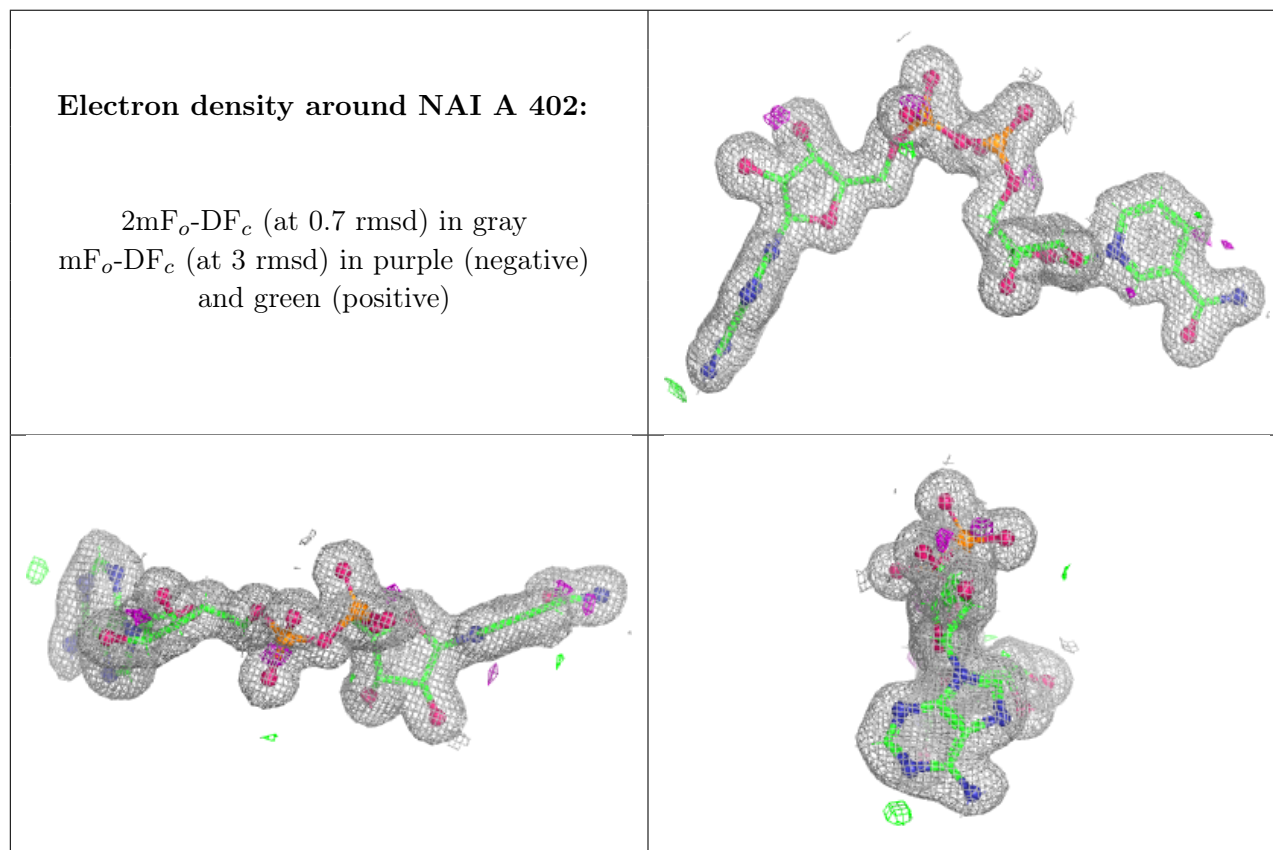 Electron density around NAI A 402:
2mFₒ-DF𝒸 (at 0.7 rmsd) in gray
mFₒ-DF𝒸 (at 3 rmsd) in purple (negative)
and green (positive)